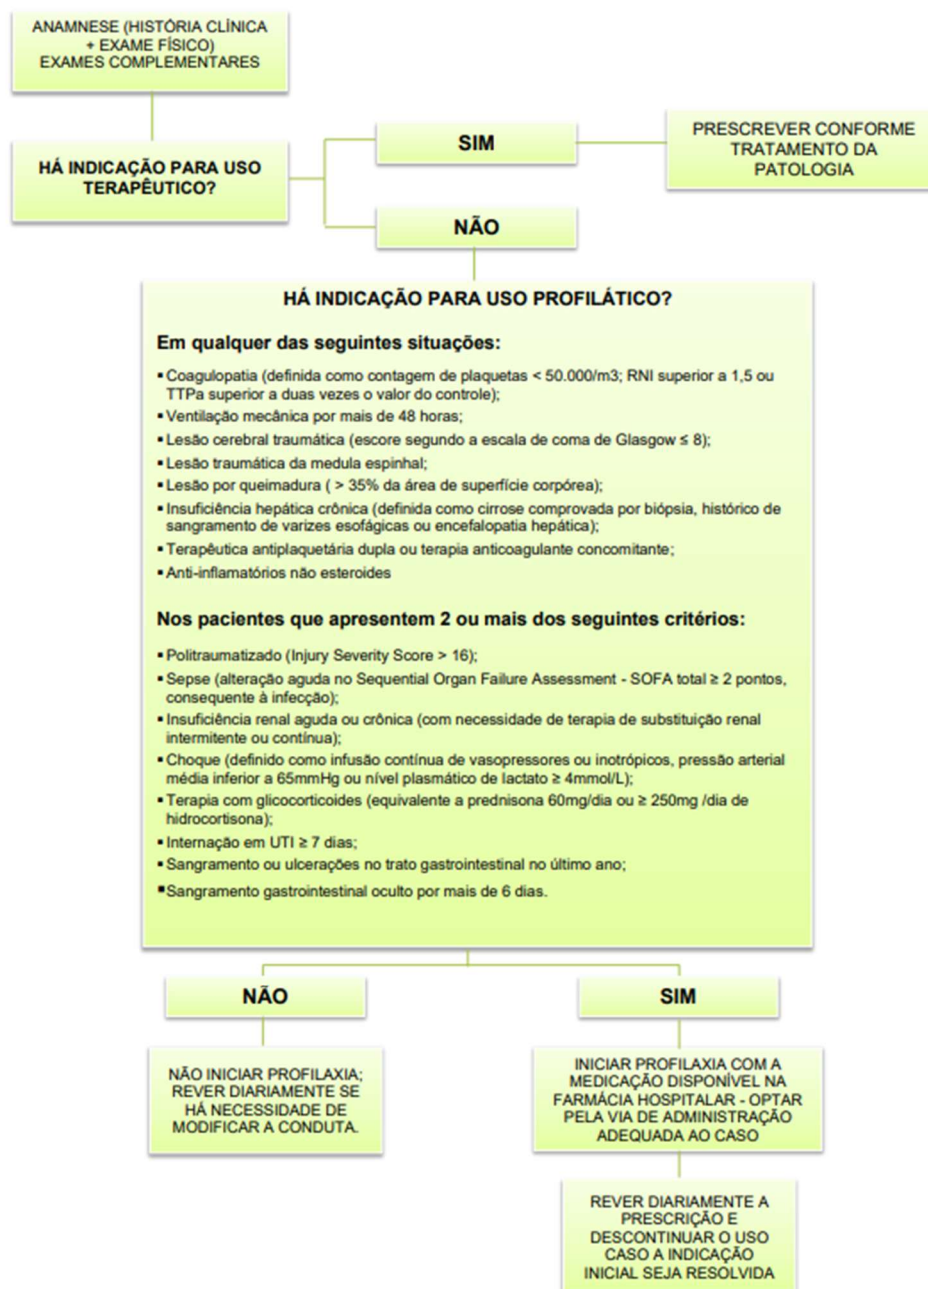 ANAMNESE (HISTÓRIA CLÍNICA
+ EXAME FÍSICO)
EXAMES COMPLEMENTARES
HÁ INDICAÇÃO PARA USO
TERAPÊUTICO?
SIM
PRESCREVER CONFORME
TRATAMENTO DA
PATOLOGIA
NÃO
HÁ INDICAÇÃO PARA USO PROFILÁTICO?
Em qualquer das seguintes situações:
▪ Coagulopatia (definida como contagem de plaquetas < 50.000/m3; RNI superior a 1,5 ou
TTPa superior a duas vezes o valor do controle);
▪ Ventilação mecânica por mais de 48 horas;
▪ Lesão cerebral traumática (escore segundo a escala de coma de Glasgow ≤ 8);
▪ Lesão traumática da medula espinhal;
▪ Lesão por queimadura ( > 35% da área de superfície corpórea);
▪ Insuficiência hepática crônica (definida como cirrose comprovada por biópsia, histórico de
sangramento de varizes esofágicas ou encefalopatia hepática);
▪ Terapêutica antiplaquetária dupla ou terapia anticoagulante concomitante;
▪ Anti-inflamatórios não esteroides
Nos pacientes que apresentem 2 ou mais dos seguintes critérios:
▪ Politraumatizado (Injury Severity Score > 16);
▪ Sepse (alteração aguda no Sequential Organ Failure Assessment - SOFA total ≥ 2 pontos,
consequente à infecção);
▪ Insuficiência renal aguda ou crônica (com necessidade de terapia de substituição renal
intermitente ou contínua);
▪ Choque (definido como infusão contínua de vasopressores ou inotrópicos, pressão arterial
média inferior a 65mmHg ou nível plasmático de lactato ≥ 4mmol/L);
▪ Terapia com glicocorticoides (equivalente a prednisona 60mg/dia ou ≥ 250mg /dia de
hidrocortisona);
▪ Internação em UTI ≥ 7 dias;
▪ Sangramento ou ulcerações no trato gastrointestinal no último ano;
▪ Sangramento gastrointestinal oculto por mais de 6 dias.
NÃO
SIM
NÃO INICIAR PROFILAXIA;
REVER DIARIAMENTE SE
HÁ NECESSIDADE DE
MODIFICAR A CONDUTA.
INICIAR PROFILAXIA COM A
MEDICAÇÃO DISPONÍVEL NA
FARMÁCIA HOSPITALAR - OPTAR
PELA VIA DE ADMINISTRAÇÃO
ADEQUADA AO CASO
REVER DIARIAMENTE A
PRESCRIÇÃO E
DESCONTINUAR O USO
CASO A INDICAÇÃO
INICIAL SEJA RESOLVIDA